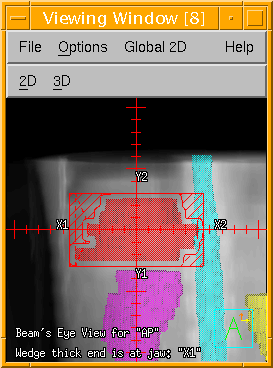 Viewing Window [8]
File Options Global 2D Help
2D 3D
Y2
X1 X2
Y1
A
Beam's Eye View for "AP"
Wedge thick end is at jaw: "X1"